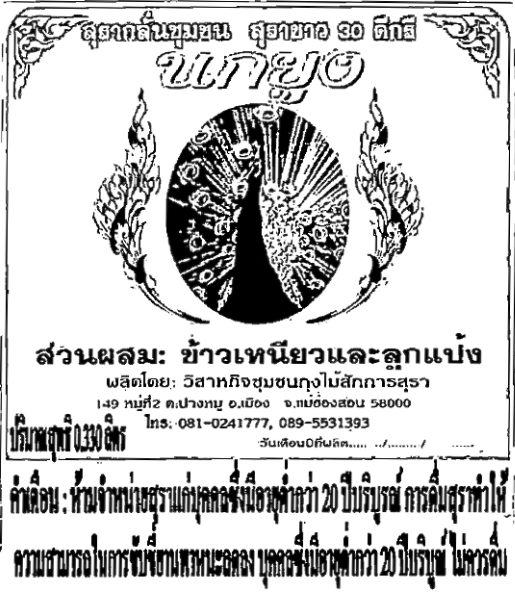 สุรากลั่นชุมชน สุราขาว 30 ดีกรี
นกยูง
ส่วนผสม: ข้าวเหนียวและลูกแป้ง
ผลิตโดย: วิสาหกิจชุมชนถุงไม้สักการสุรา
149 หมู่ที่2 ต.ปางหมู อ.เมือง จ.แม่ฮ่องสอน 58000
โทร: 081-0241777, 089-5531393
ปริมาณสุทธิ 0.330 ลิตร
วันเดือนปีที่ผลิต....../......../......
คำเตือน : ห้ามจำหน่ายสุราแก่บุคคลซึ่งมีอายุต่ำกว่า 20 ปีบริบูรณ์ การดื่มสุราทำให้
ความสามารถในการขับขี่ยานพาหนะลดลง บุคคลซึ่งมีอายุต่ำกว่า 20 ปีบริบูรณ์ ไม่ควรดื่ม